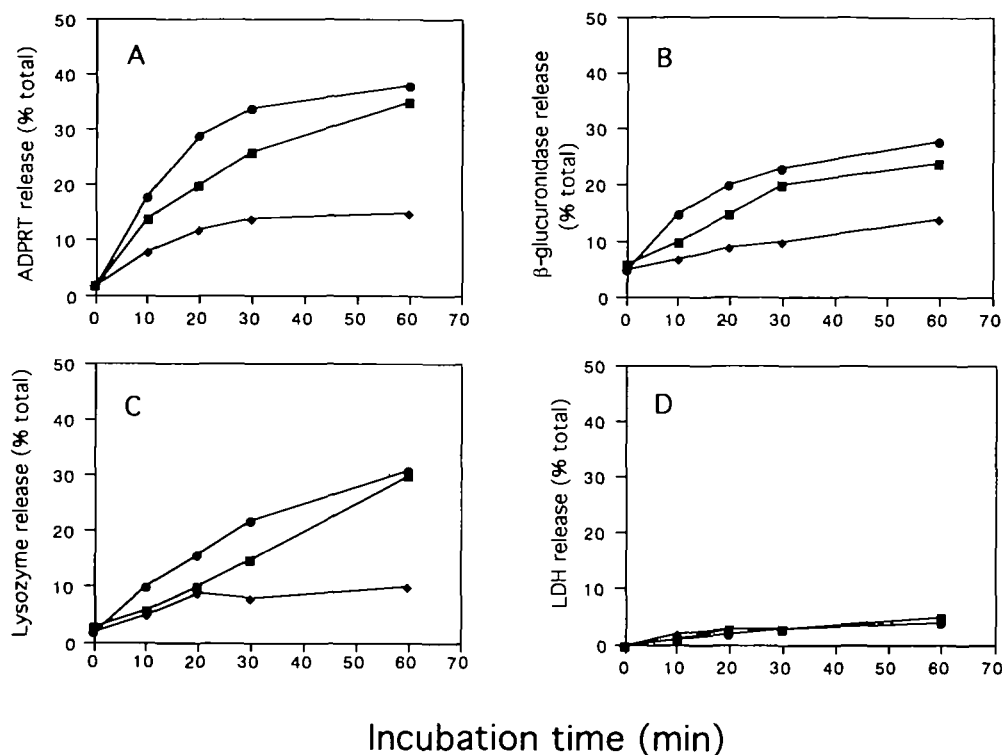 A
ADPRT release (% total)
50
40
30
20
10
0
0 10 20 30 40 50 60 70
B
β-glucuronidase release
(% total)
50
40
30
20
10
0
0 10 20 30 40 50 60 70
C
Lysozyme release (% total)
50
40
30
20
10
0
0 10 20 30 40 50 60 70
D
LDH release (% total)
50
40
30
20
10
0
0 10 20 30 40 50 60 70
Incubation time (min)